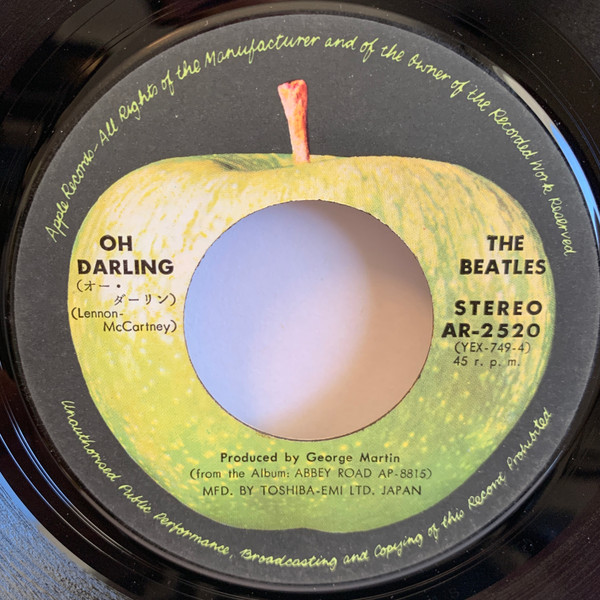 Apple Records-All Rights of the Manufacturer and of the Owner of the Recorded Work Reserved
OH
DARLING
(オー・
ダーリン)
(Lennon-
McCartney)
THE
BEATLES
STEREO
AR-2520
(YEX-749-4)
45 r. p. m.
Produced by George Martin
(from the Album: ABBEY ROAD AP-8815)
MFD. BY TOSHIBA-EMI LTD. JAPAN
Unauthorised Public Performance, Broadcasting and Copying of this Record Prohibited